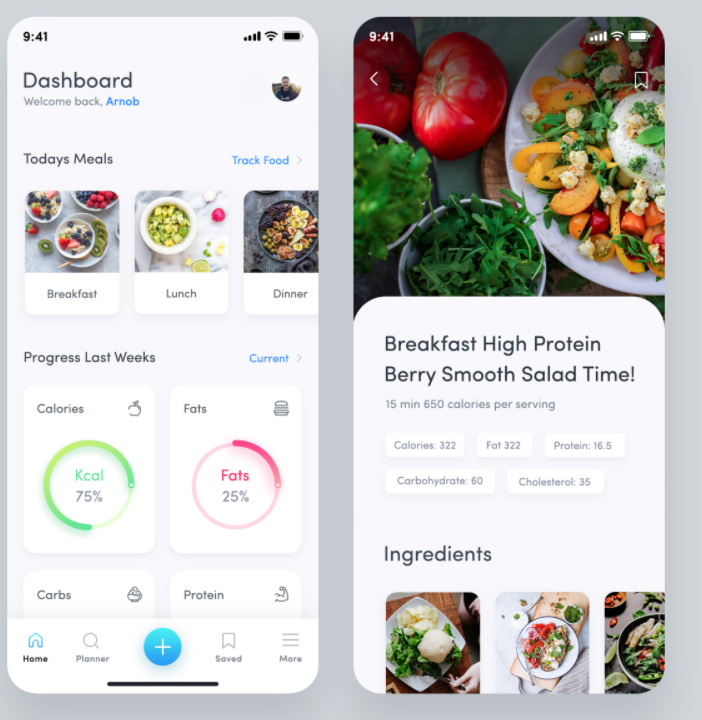 9:41
Dashboard
Welcome back, Arnob
Todays Meals
Track Food
Breakfast
Lunch
Dinner
Progress Last Weeks
Current
Calories
Fats
Kcal
75%
Fats
25%
Carbs
Protein
Home
Planner
Saved
More
9:41
Breakfast High Protein
Berry Smooth Salad Time!
15 min 650 calories per serving
Calories: 322
Fat 322
Protein: 16.5
Carbohydrate: 60
Cholesterol: 35
Ingredients